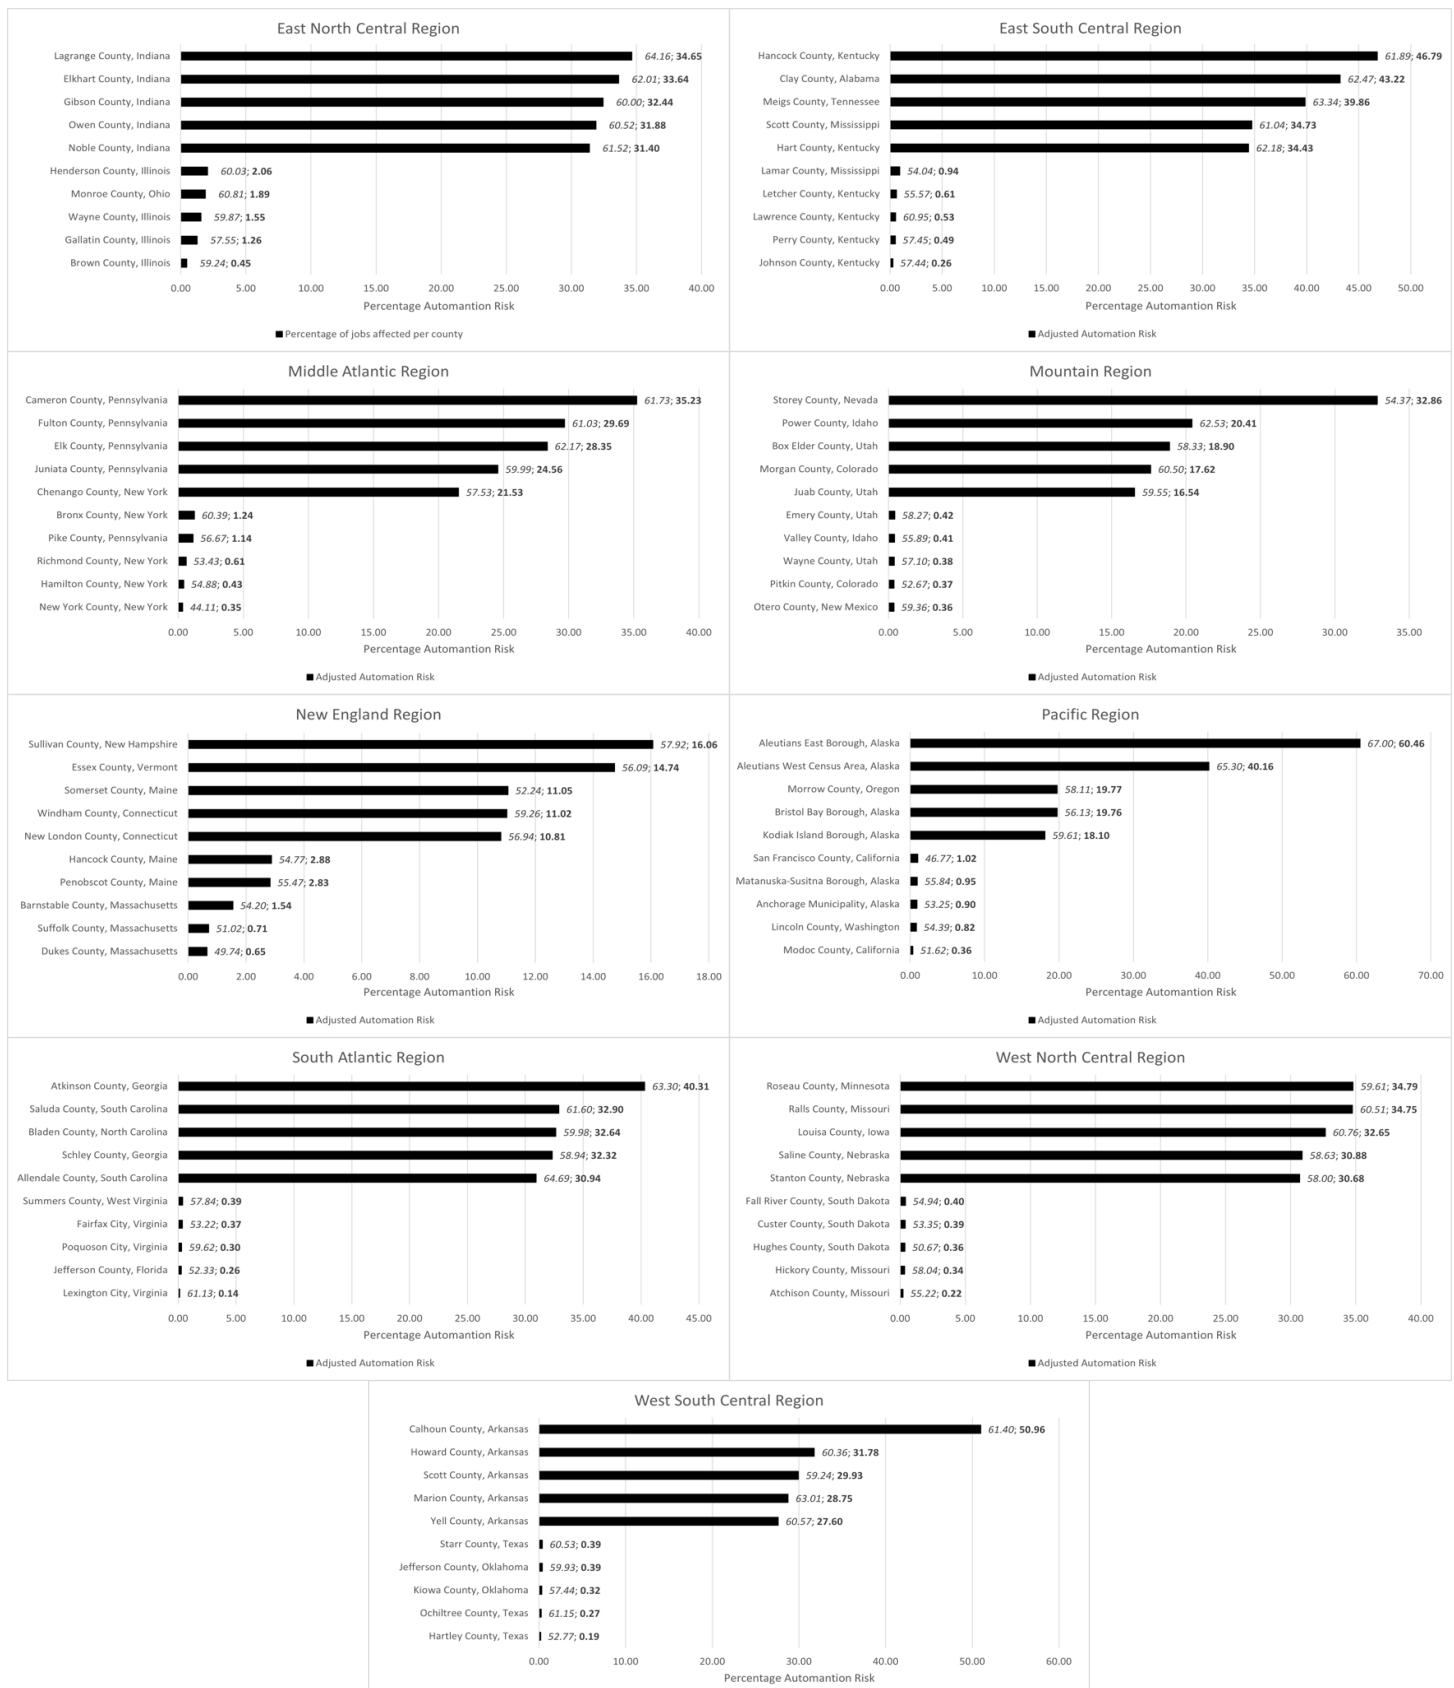 East North Central Region
Lagrange County, Indiana 64.16; 34.65
Elkhart County, Indiana 62.01; 33.64
Gibson County, Indiana 60.00; 32.44
Owen County, Indiana 60.52; 31.88
Noble County, Indiana 61.52; 31.40
Henderson County, Illinois 60.03; 2.06
Monroe County, Ohio 60.81; 1.89
Wayne County, Illinois 59.87; 1.55
Gallatin County, Illinois 57.55; 1.26
Brown County, Illinois 59.24; 0.45
0.00 5.00 10.00 15.00 20.00 25.00 30.00 35.00 40.00
Percentage Automantion Risk
Percentage of jobs affected per county
East South Central Region
Hancock County, Kentucky 61.89; 46.79
Clay County, Alabama 62.47; 43.22
Meigs County, Tennessee 63.34; 39.86
Scott County, Mississippi 61.04; 34.73
Hart County, Kentucky 62.18; 34.43
Lamar County, Mississippi 54.04; 0.94
Letcher County, Kentucky 55.57; 0.61
Lawrence County, Kentucky 60.95; 0.53
Perry County, Kentucky 57.45; 0.49
Johnson County, Kentucky 57.44; 0.26
0.00 5.00 10.00 15.00 20.00 25.00 30.00 35.00 40.00 45.00 50.00
Percentage Automantion Risk
Adjusted Automation Risk
Middle Atlantic Region
Cameron County, Pennsylvania 61.73; 35.23
Fulton County, Pennsylvania 61.03; 29.69
Elk County, Pennsylvania 62.17; 28.35
Juniata County, Pennsylvania 59.99; 24.56
Chenango County, New York 57.53; 21.53
Bronx County, New York 60.39; 1.24
Pike County, Pennsylvania 56.67; 1.14
Richmond County, New York 53.43; 0.61
Hamilton County, New York 54.88; 0.43
New York County, New York 44.11; 0.35
0.00 5.00 10.00 15.00 20.00 25.00 30.00 35.00 40.00
Percentage Automantion Risk
Adjusted Automation Risk
Mountain Region
Storey County, Nevada 54.37; 32.86
Power County, Idaho 62.53; 20.41
Box Elder County, Utah 58.33; 18.90
Morgan County, Colorado 60.50; 17.62
Juab County, Utah 59.55; 16.54
Emery County, Utah 58.27; 0.42
Valley County, Idaho 55.89; 0.41
Wayne County, Utah 57.10; 0.38
Pitkin County, Colorado 52.67; 0.37
Otero County, New Mexico 59.36; 0.36
0.00 5.00 10.00 15.00 20.00 25.00 30.00 35.00
Percentage Automantion Risk
Adjusted Automation Risk
New England Region
Sullivan County, New Hampshire 57.92; 16.06
Essex County, Vermont 56.09; 14.74
Somerset County, Maine 52.24; 11.05
Windham County, Connecticut 59.26; 11.02
New London County, Connecticut 56.94; 10.81
Hancock County, Maine 54.77; 2.88
Penobscot County, Maine 55.47; 2.83
Barnstable County, Massachusetts 54.20; 1.54
Suffolk County, Massachusetts 51.02; 0.71
Dukes County, Massachusetts 49.74; 0.65
0.00 2.00 4.00 6.00 8.00 10.00 12.00 14.00 16.00 18.00
Percentage Automantion Risk
Adjusted Automation Risk
Pacific Region
Aleutians East Borough, Alaska 67.00; 60.46
Aleutians West Census Area, Alaska 65.30; 40.16
Morrow County, Oregon 58.11; 19.77
Bristol Bay Borough, Alaska 56.13; 19.76
Kodiak Island Borough, Alaska 59.61; 18.10
San Francisco County, California 46.77; 1.02
Matanuska-Susitna Borough, Alaska 55.84; 0.95
Anchorage Municipality, Alaska 53.25; 0.90
Lincoln County, Washington 54.39; 0.82
Modoc County, California 51.62; 0.36
0.00 10.00 20.00 30.00 40.00 50.00 60.00 70.00
Percentage Automantion Risk
Adjusted Automation Risk
South Atlantic Region
Atkinson County, Georgia 63.30; 40.31
Saluda County, South Carolina 61.60; 32.90
Bladen County, North Carolina 59.98; 32.64
Schley County, Georgia 58.94; 32.32
Allendale County, South Carolina 64.69; 30.94
Summers County, West Virginia 57.84; 0.39
Fairfax City, Virginia 53.22; 0.37
Poquoson City, Virginia 59.62; 0.30
Jefferson County, Florida 52.33; 0.26
Lexington City, Virginia 61.13; 0.14
0.00 5.00 10.00 15.00 20.00 25.00 30.00 35.00 40.00 45.00
Percentage Automantion Risk
Adjusted Automation Risk
West North Central Region
Roseau County, Minnesota 59.61; 34.79
Ralls County, Missouri 60.51; 34.75
Louisa County, Iowa 60.76; 32.65
Saline County, Nebraska 58.63; 30.88
Stanton County, Nebraska 58.00; 30.68
Fall River County, South Dakota 54.94; 0.40
Custer County, South Dakota 53.35; 0.39
Hughes County, South Dakota 50.67; 0.36
Hickory County, Missouri 58.04; 0.34
Atchison County, Missouri 55.22; 0.22
0.00 5.00 10.00 15.00 20.00 25.00 30.00 35.00 40.00
Percentage Automantion Risk
Adjusted Automation Risk
West South Central Region
Calhoun County, Arkansas 61.40; 50.96
Howard County, Arkansas 60.36; 31.78
Scott County, Arkansas 59.24; 29.93
Marion County, Arkansas 63.01; 28.75
Yell County, Arkansas 60.57; 27.60
Starr County, Texas 60.53; 0.39
Jefferson County, Oklahoma 59.93; 0.39
Kiowa County, Oklahoma 57.44; 0.32
Ochiltree County, Texas 61.15; 0.27
Hartley County, Texas 52.77; 0.19
0.00 10.00 20.00 30.00 40.00 50.00 60.00
Percentage Automantion Risk